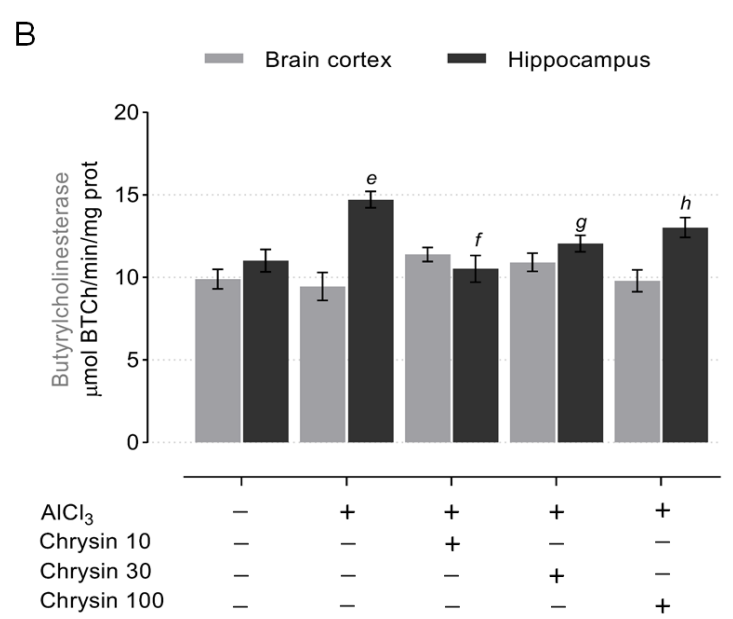 B
Brain cortex Hippocampus
20
15
10
5
0
Butyrylcholinesterase
μmol BTCh/min/mg prot
e
f
g
h
AlCl₃ – + + + +
Chrysin 10 – – + – –
Chrysin 30 – – – + –
Chrysin 100 – – – – +